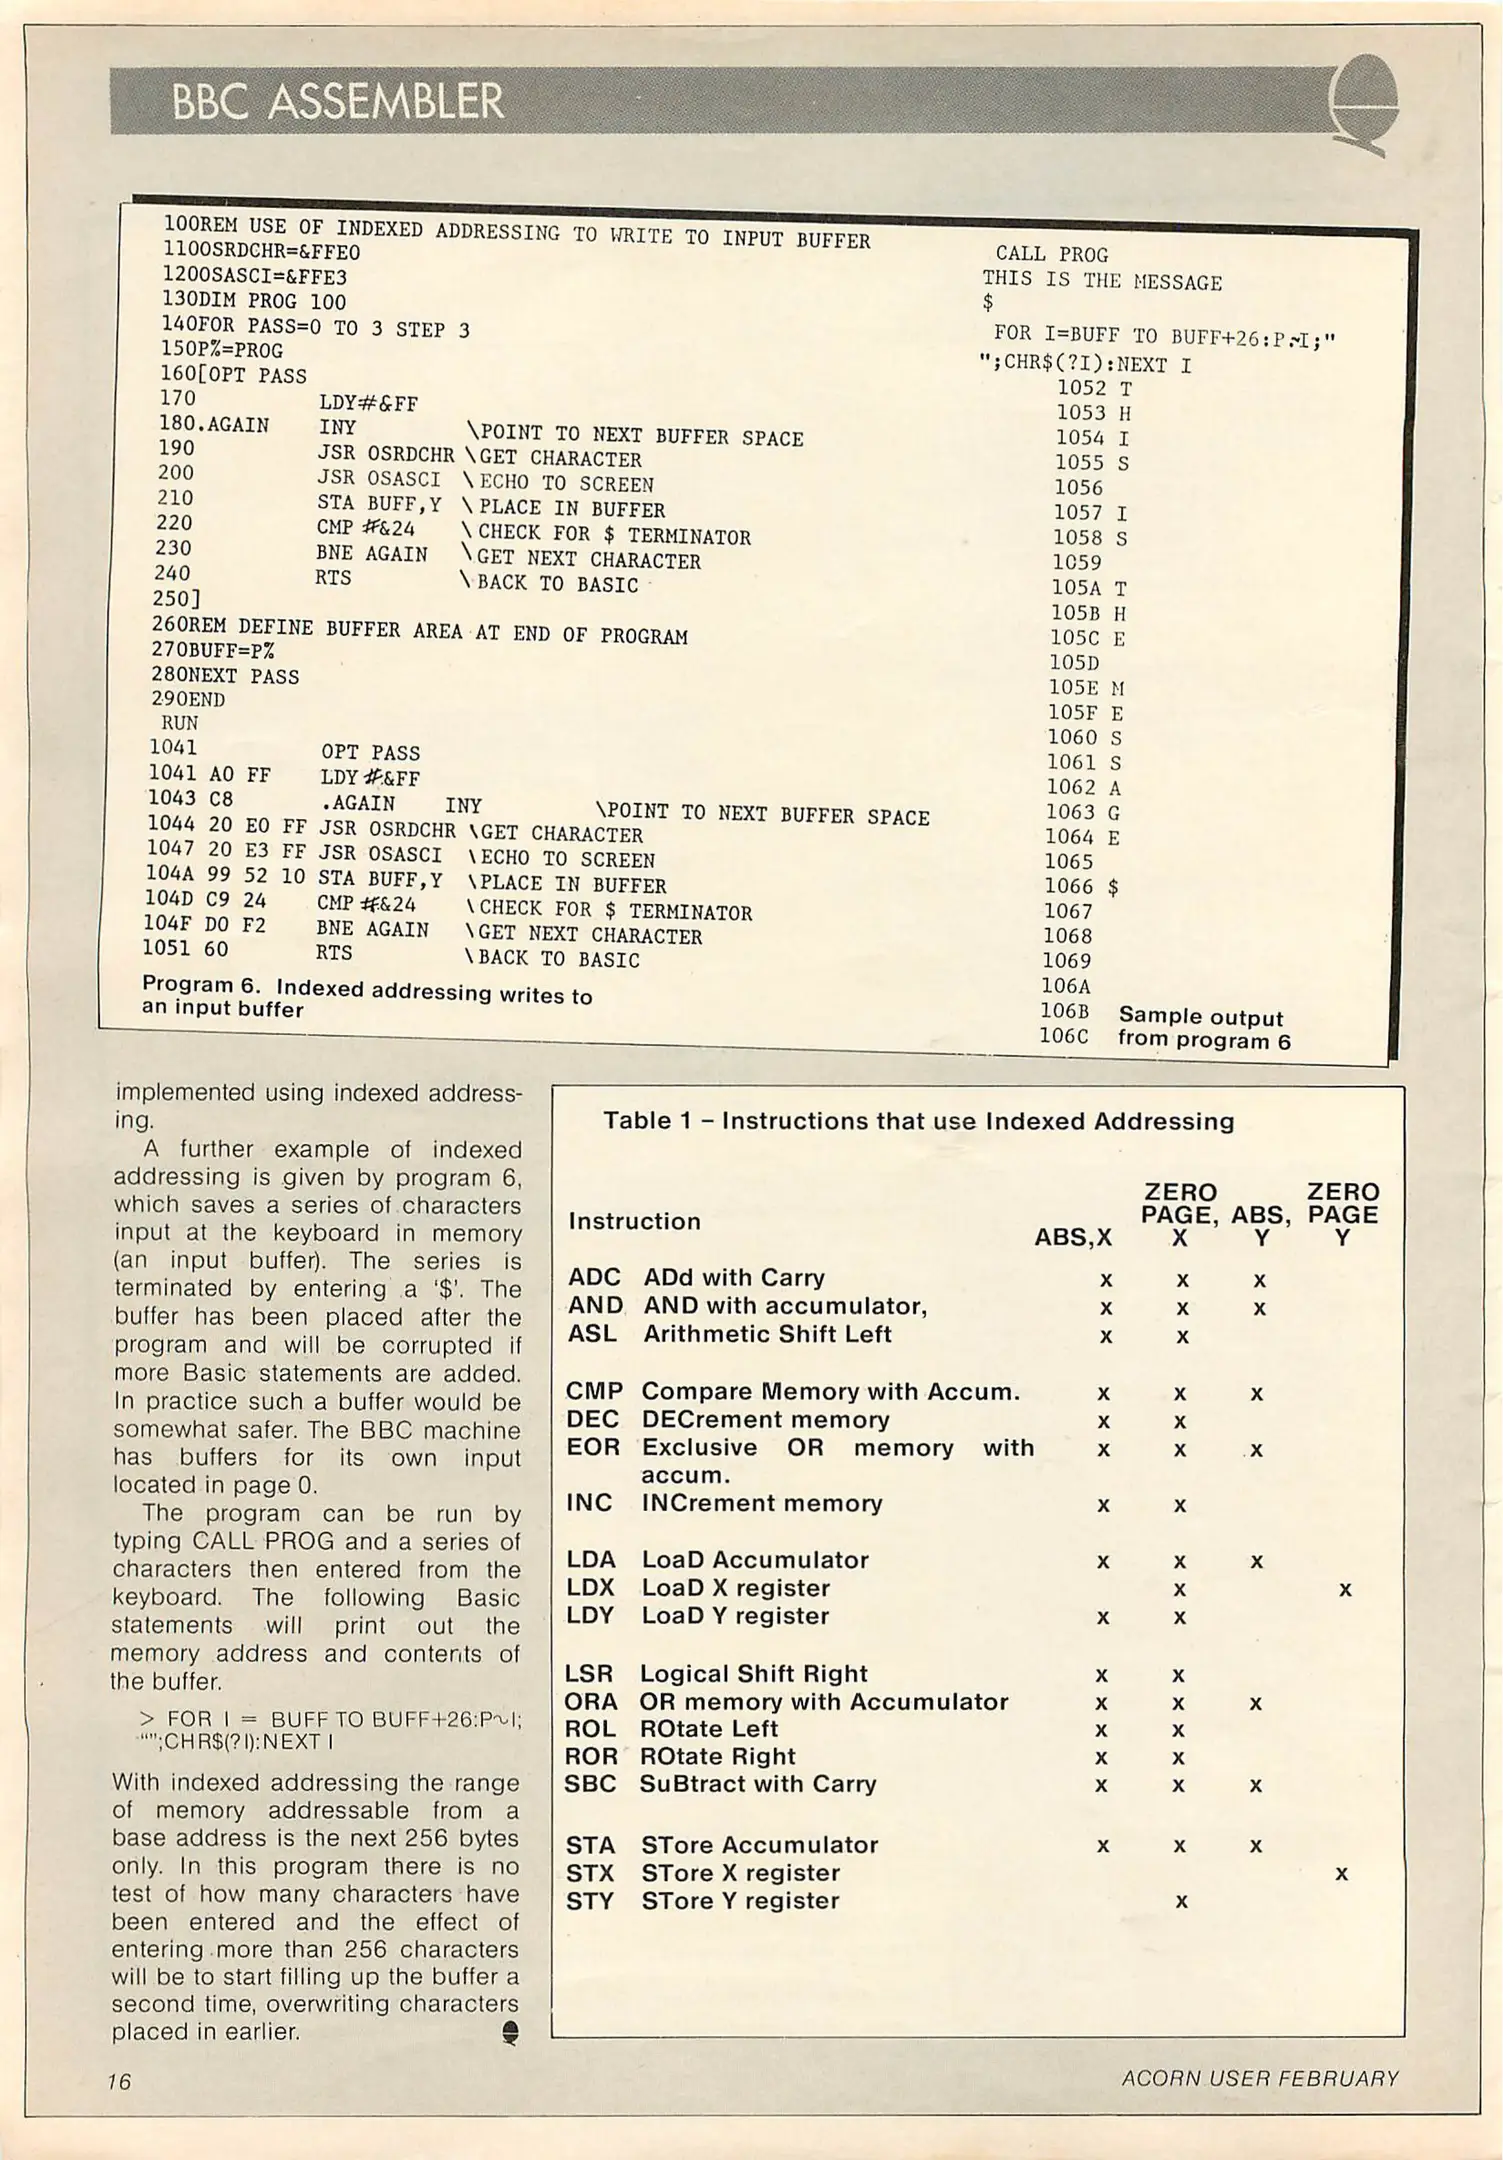 BBC ASSEMBLER
100REM USE OF INDEXED ADDRESSING TO WRITE TO INPUT BUFFER
110OSRDCHR=&FFE0
120OSASCI=&FFE3
130DIM PROG 100
140FOR PASS=0 TO 3 STEP 3
150P%=PROG
160[OPT PASS
170 LDY#&FF
180.AGAIN INY \POINT TO NEXT BUFFER SPACE
190 JSR OSRDCHR \GET CHARACTER
200 JSR OSASCI \ECHO TO SCREEN
210 STA BUFF,Y \PLACE IN BUFFER
220 CMP #&24 \CHECK FOR $ TERMINATOR
230 BNE AGAIN \GET NEXT CHARACTER
240 RTS \BACK TO BASIC
250]
260REM DEFINE BUFFER AREA AT END OF PROGRAM
270BUFF=P%
280NEXT PASS
290END
RUN
1041 OPT PASS
1041 A0 FF LDY #&FF
1043 C8 .AGAIN INY \POINT TO NEXT BUFFER SPACE
1044 20 E0 FF JSR OSRDCHR \GET CHARACTER
1047 20 E3 FF JSR OSASCI \ECHO TO SCREEN
104A 99 52 10 STA BUFF,Y \PLACE IN BUFFER
104D C9 24 CMP #&24 \CHECK FOR $ TERMINATOR
104F D0 F2 BNE AGAIN \GET NEXT CHARACTER
1051 60 RTS \BACK TO BASIC
Program 6. Indexed addressing writes to
an input buffer
CALL PROG
THIS IS THE MESSAGE
$
FOR I=BUFF TO BUFF+26:P.~I;"
";CHR$(?I):NEXT I
1052 T
1053 H
1054 I
1055 S
1056
1057 I
1058 S
1059
105A T
105B H
105C E
105D
105E M
105F E
1060 S
1061 S
1062 A
1063 G
1064 E
1065
1066 $
1067
1068
1069
106A
106B
106C
Sample output
from program 6
implemented using indexed address-
ing.
A further example of indexed
addressing is given by program 6,
which saves a series of characters
input at the keyboard in memory
(an input buffer). The series is
terminated by entering a '$'. The
buffer has been placed after the
program and will be corrupted if
more Basic statements are added.
In practice such a buffer would be
somewhat safer. The BBC machine
has buffers for its own input
located in page 0.
The program can be run by
typing CALL PROG and a series of
characters then entered from the
keyboard. The following Basic
statements will print out the
memory address and contents of
the buffer.
> FOR I = BUFF TO BUFF+26:P~I;
"";CHR$(?I):NEXT I
With indexed addressing the range
of memory addressable from a
base address is the next 256 bytes
only. In this program there is no
test of how many characters have
been entered and the effect of
entering more than 256 characters
will be to start filling up the buffer a
second time, overwriting characters
placed in earlier.
Table 1 – Instructions that use Indexed Addressing
ZERO ZERO
Instruction PAGE, ABS, PAGE
ABS,X X Y Y
ADC ADd with Carry x x x
AND AND with accumulator, x x x
ASL Arithmetic Shift Left x x
CMP Compare Memory with Accum. x x x
DEC DECrement memory x x
EOR Exclusive OR memory with x x x
accum.
INC INCrement memory x x
LDA LoaD Accumulator x x x
LDX LoaD X register x x
LDY LoaD Y register x x
LSR Logical Shift Right x x
ORA OR memory with Accumulator x x x
ROL ROtate Left x x
ROR ROtate Right x x
SBC SuBtract with Carry x x x
STA STore Accumulator x x x
STX STore X register x
STY STore Y register x
16
ACORN USER FEBRUARY